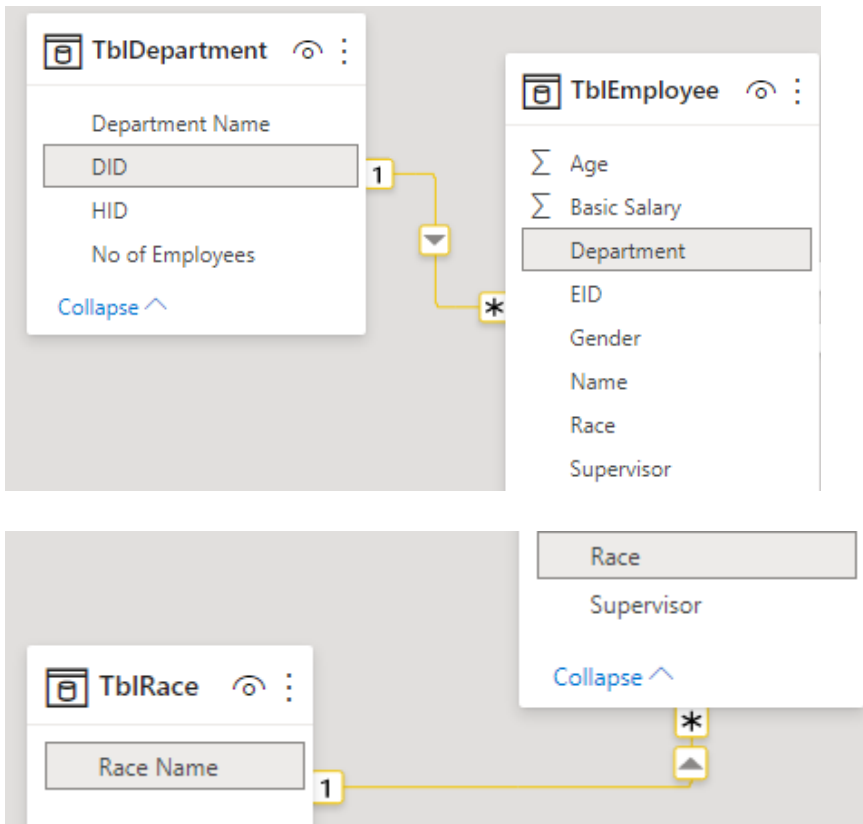 TblDepartment
Department Name
DID
HID
No of Employees
Collapse
1
*
TblEmployee
Σ Age
Σ Basic Salary
Department
EID
Gender
Name
Race
Supervisor
Race
Supervisor
Collapse
*
TblRace
Race Name
1